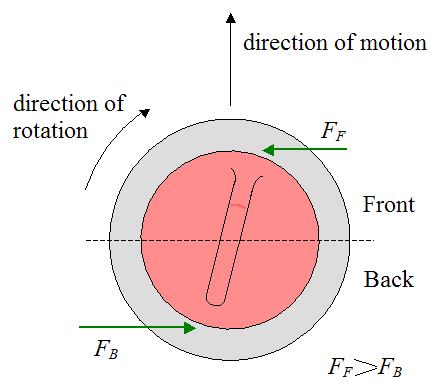 direction of motion
direction of
rotation
F_F
Front
Back
F_B
F_F>F_B